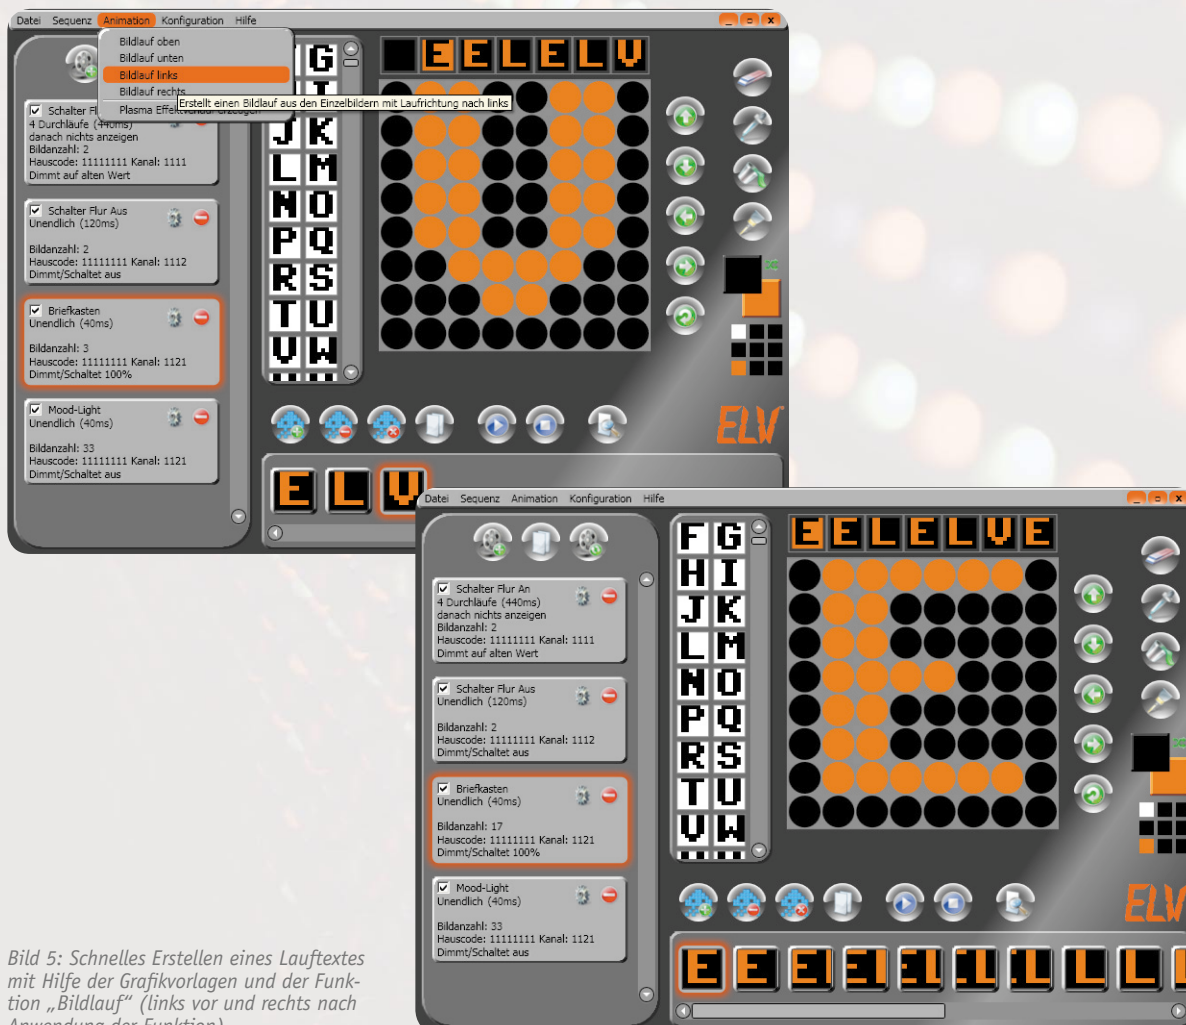 Datei Sequenz Animation Konfiguration Hilfe
Bildlauf oben
Bildlauf unten
Bildlauf links
Bildlauf rechts
Erstellt einen Bildlauf aus den Einzelbildern mit Laufrichtung nach links
Plasma
Schalter
4 Durchläufe (440ms)
danach nichts anzeigen
Bildanzahl: 2
Hauscode: 11111111 Kanal: 1111
Dimmt auf alten Wert
Schalter Flur Aus
Unendlich (120ms)
Bildanzahl: 2
Hauscode: 11111111 Kanal: 1112
Dimmt/Schaltet aus
Briefkasten
Unendlich (40ms)
Bildanzahl: 3
Hauscode: 11111111 Kanal: 1121
Dimmt/Schaltet 100%
Mood-Light
Unendlich (40ms)
Bildanzahl: 33
Hauscode: 11111111 Kanal: 1121
Dimmt/Schaltet aus
G
I
J K
L M
N O
P Q
R S
T U
V W
E E L E L V
ELV
E L V
Datei Sequenz Animation Konfiguration Hilfe
Schalter Flur An
4 Durchläufe (440ms)
danach nichts anzeigen
Bildanzahl: 2
Hauscode: 11111111 Kanal: 1111
Dimmt auf alten Wert
Schalter Flur Aus
Unendlich (120ms)
Bildanzahl: 2
Hauscode: 11111111 Kanal: 1112
Dimmt/Schaltet aus
Briefkasten
Unendlich (40ms)
Bildanzahl: 17
Hauscode: 11111111 Kanal: 1121
Dimmt/Schaltet 100%
Mood-Light
Unendlich (40ms)
Bildanzahl: 33
Hauscode: 11111111 Kanal: 1121
Dimmt/Schaltet aus
F G
H I
J K
L M
N O
P Q
R S
T U
V W
E E L E L V E
ELV
Bild 5: Schnelles Erstellen eines Lauftextes
mit Hilfe der Grafikvorlagen und der Funk-
tion „Bildlauf“ (links vor und rechts nach
Anwendung der Funktion)